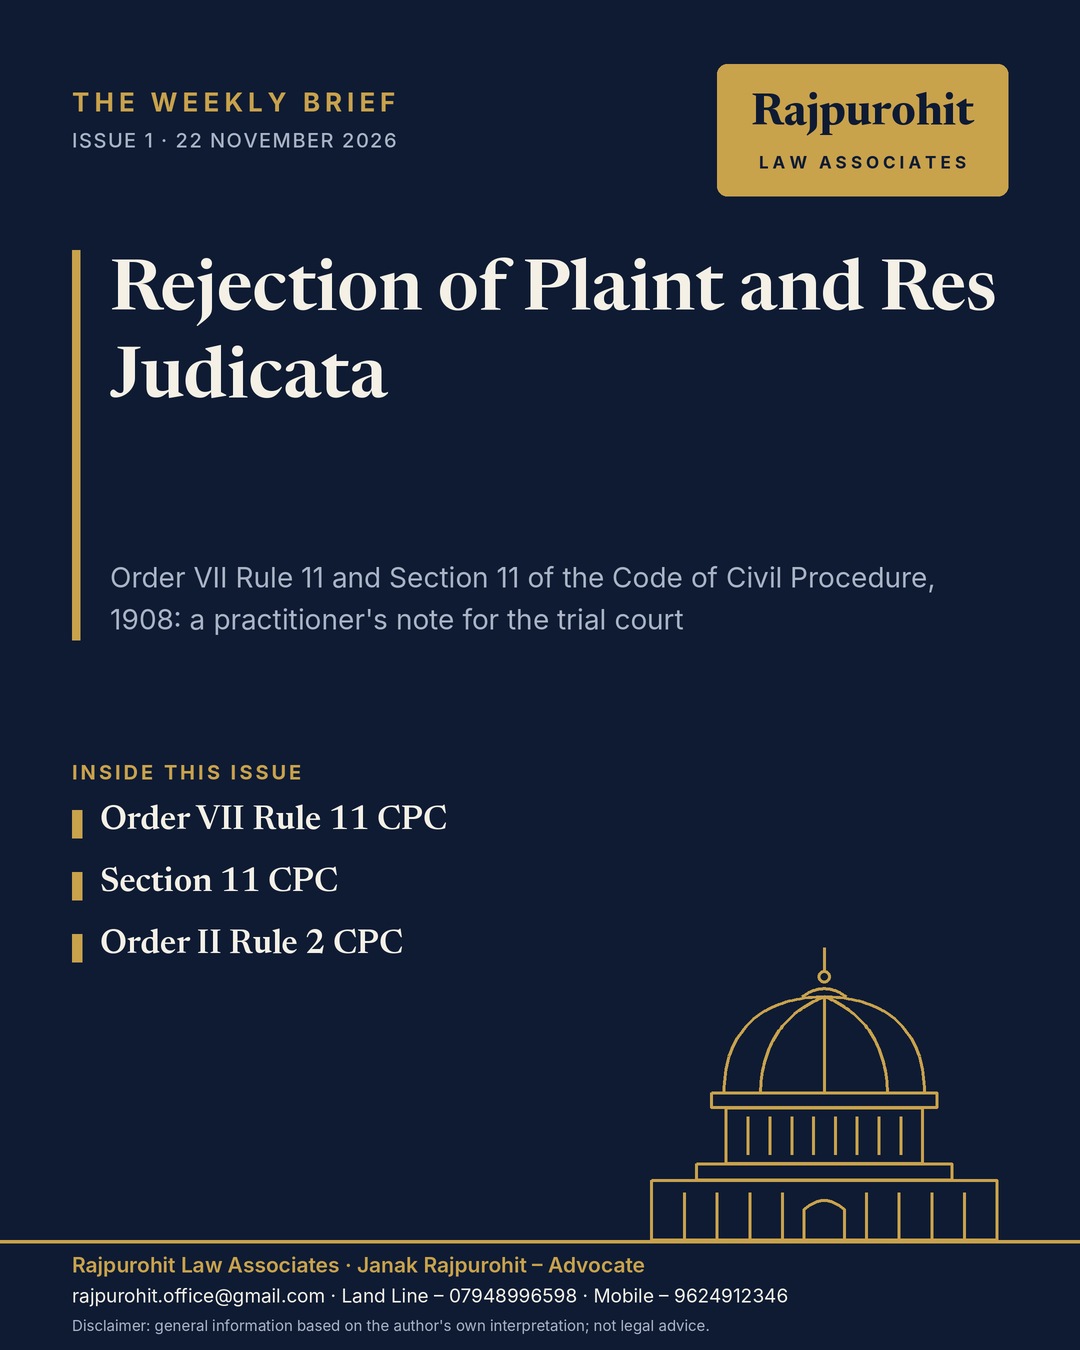 THE WEEKLY BRIEF
ISSUE 1 · 22 NOVEMBER 2026
Rajpurohit
LAW ASSOCIATES
Rejection of Plaint and Res
Judicata
Order VII Rule 11 and Section 11 of the Code of Civil Procedure,
1908: a practitioner's note for the trial court
INSIDE THIS ISSUE
Order VII Rule 11 CPC
Section 11 CPC
Order II Rule 2 CPC
Rajpurohit Law Associates · Janak Rajpurohit – Advocate
rajpurohit.office@gmail.com · Land Line – 07948996598 · Mobile – 9624912346
Disclaimer: general information based on the author's own interpretation; not legal advice.